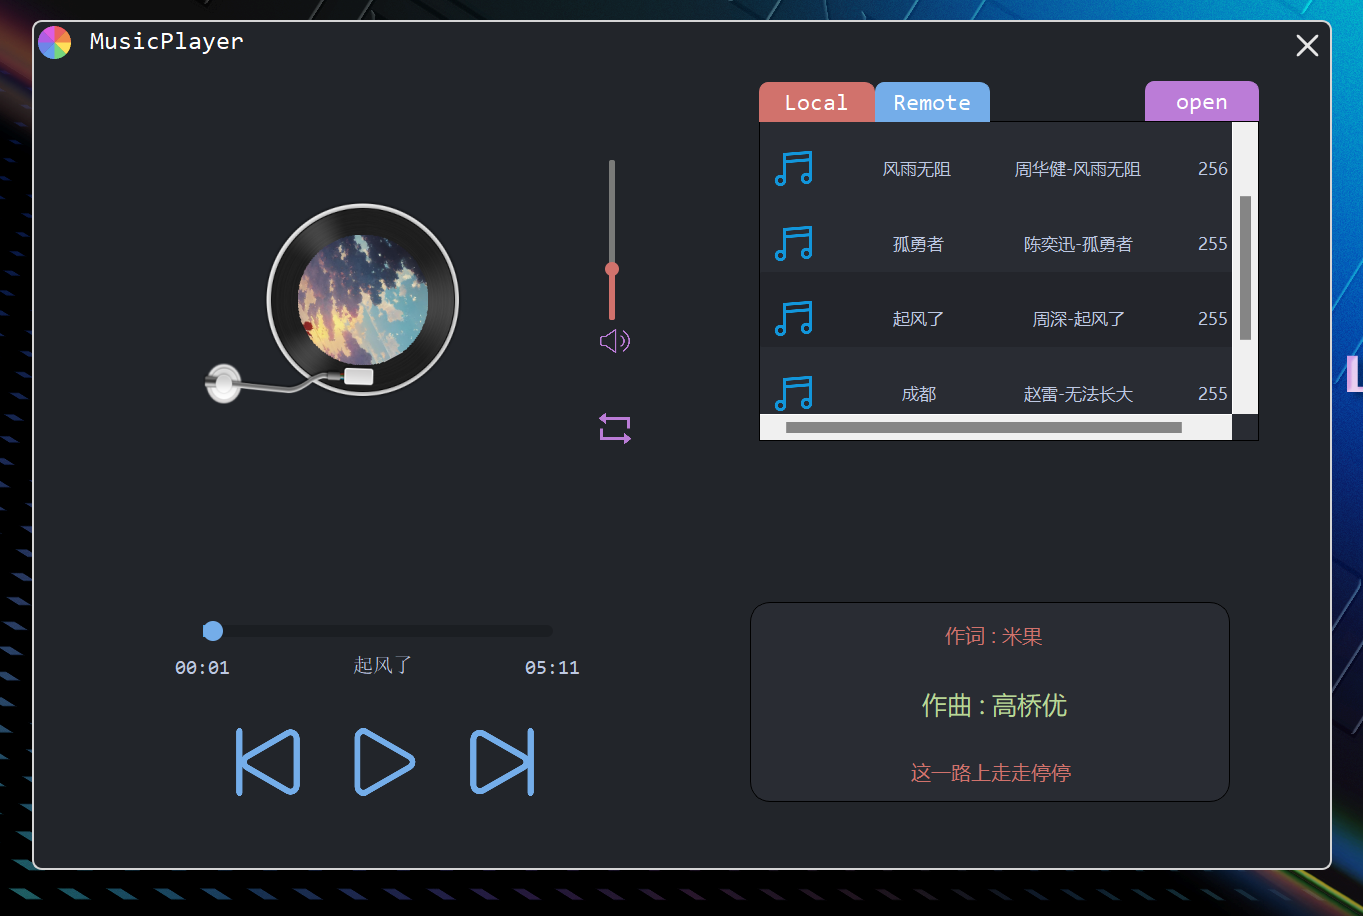 MusicPlayer
Local Remote open
风雨无阻 周华健-风雨无阻 256
孤勇者 陈奕迅-孤勇者 255
起风了 周深-起风了 255
成都 赵雷-无法长大 255
00:01 起风了 05:11
作词 : 米果
作曲 : 高桥优
这一路上走走停停